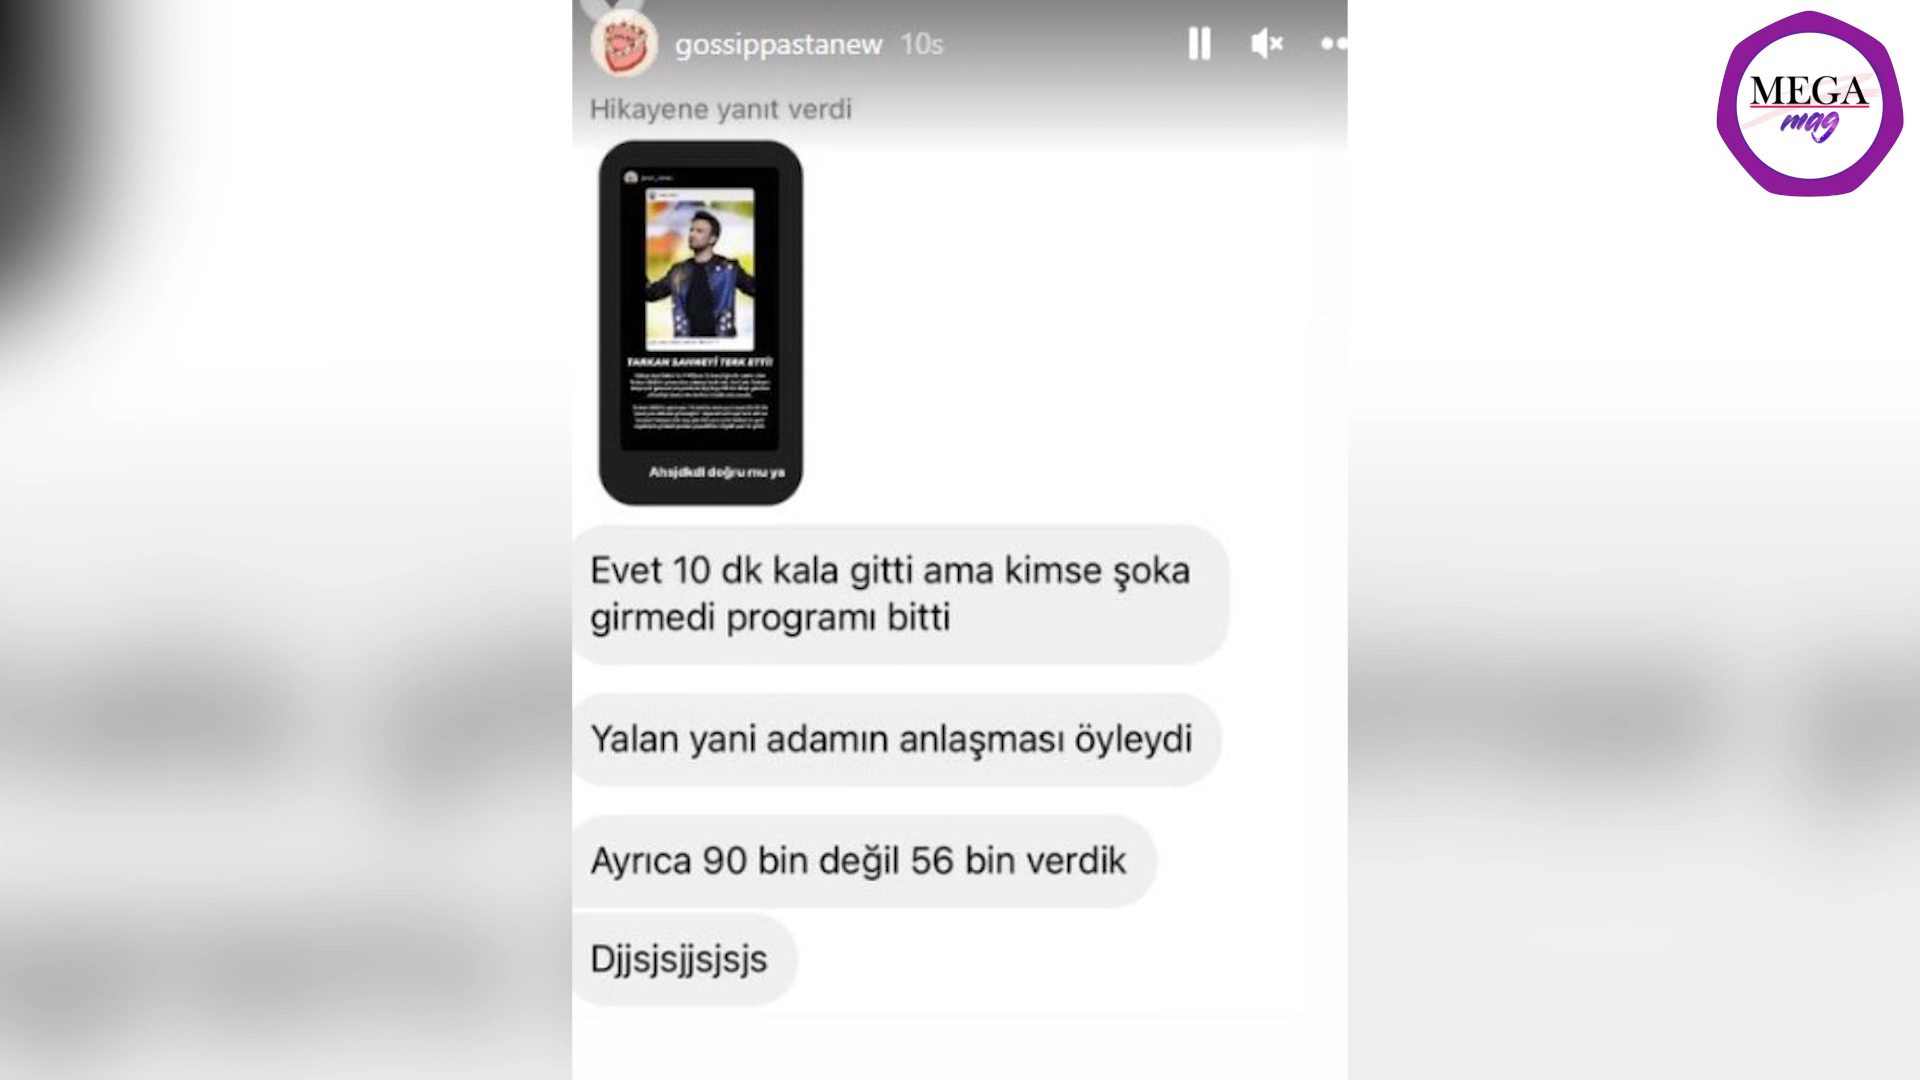 gossippastanew 10s
Hikayene yanıt verdi
TARKAN SAHNEYİ TERK ETTİ!
Ahsjdkdl doğru mu ya
Evet 10 dk kala gitti ama kimse şoka
girmedi programı bitti
Yalan yani adamın anlaşması öyleydi
Ayrıca 90 bin değil 56 bin verdik
Djjsjsjjsjsjs
MEGA
mag